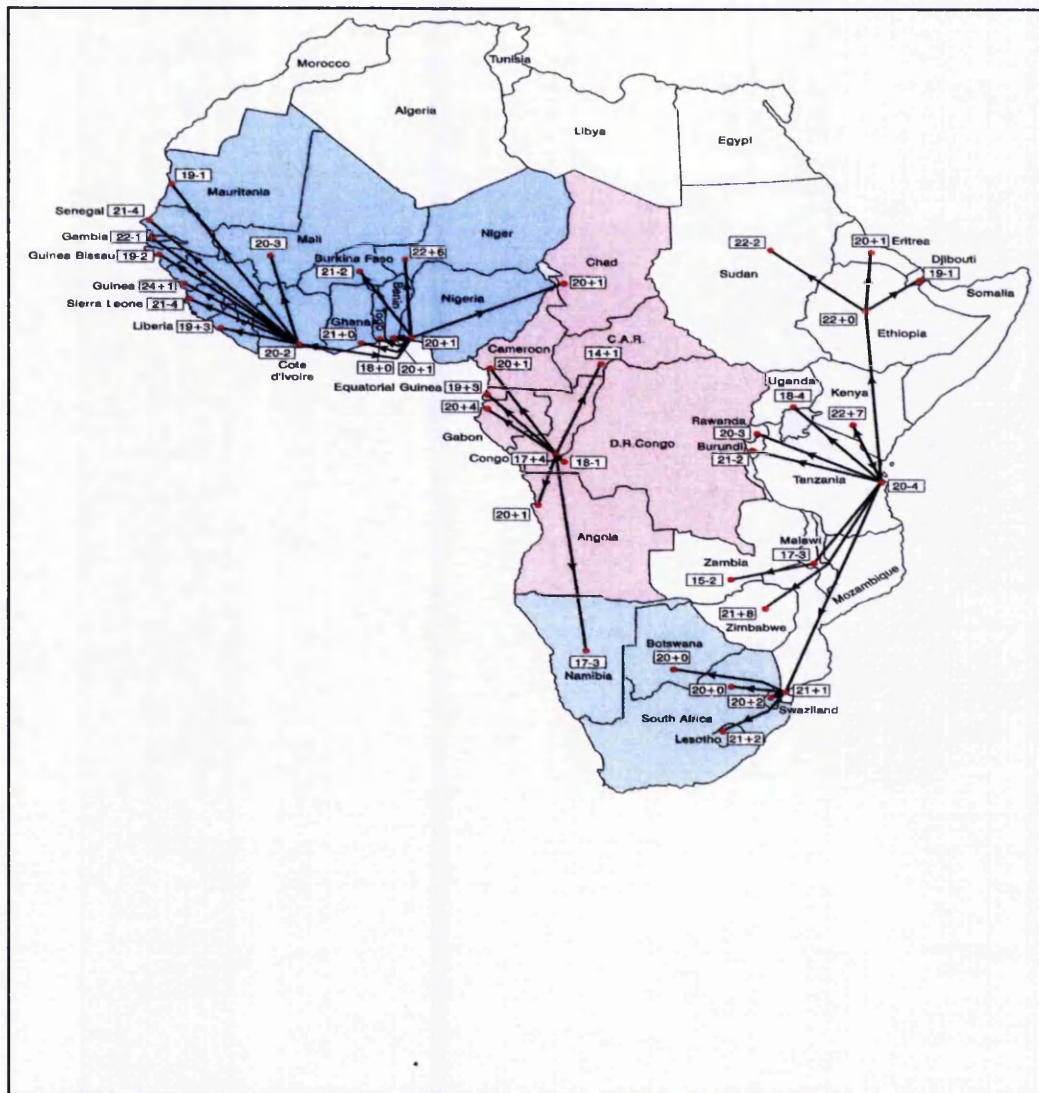 Morocco
Tunisia
Algeria
Libya
Egypt
19-1
Mauritania
Senegal 21-4
Gambia 22-1
Guinea Bissau 19-2
Mali
20-3
Niger
Burkina Faso
21-2
22+6
Chad
20+1
22-2
Sudan
20+1 Eritrea
Djibouti
19-1
Somalia
Guinea 24+1
Sierra Leone 21-4
Liberia 19+3
Benin
Nigeria
Togo
Ghana
21+0
22+0
Ethiopia
20-2
Cote
d'Ivoire
18+0
20+1
20+1
Cameroon
20+1
C.A.R.
14+1
Equatorial Guinea 19+3
20+4
Gabon
Uganda
18-4
Kenya
22+7
Rawanda
20-3
Burundi
21-2
D.R.Congo
Congo 17+4
18-1
Tanzania
20-4
20+1
Angola
Malawi
17-3
Zambia
15-2
Mozambique
21+8
Zimbabwe
17-3
Namibia
Botswana
20+0
20+0
20+2
21+1
Swaziland
South Africa
Lesotho 21+2